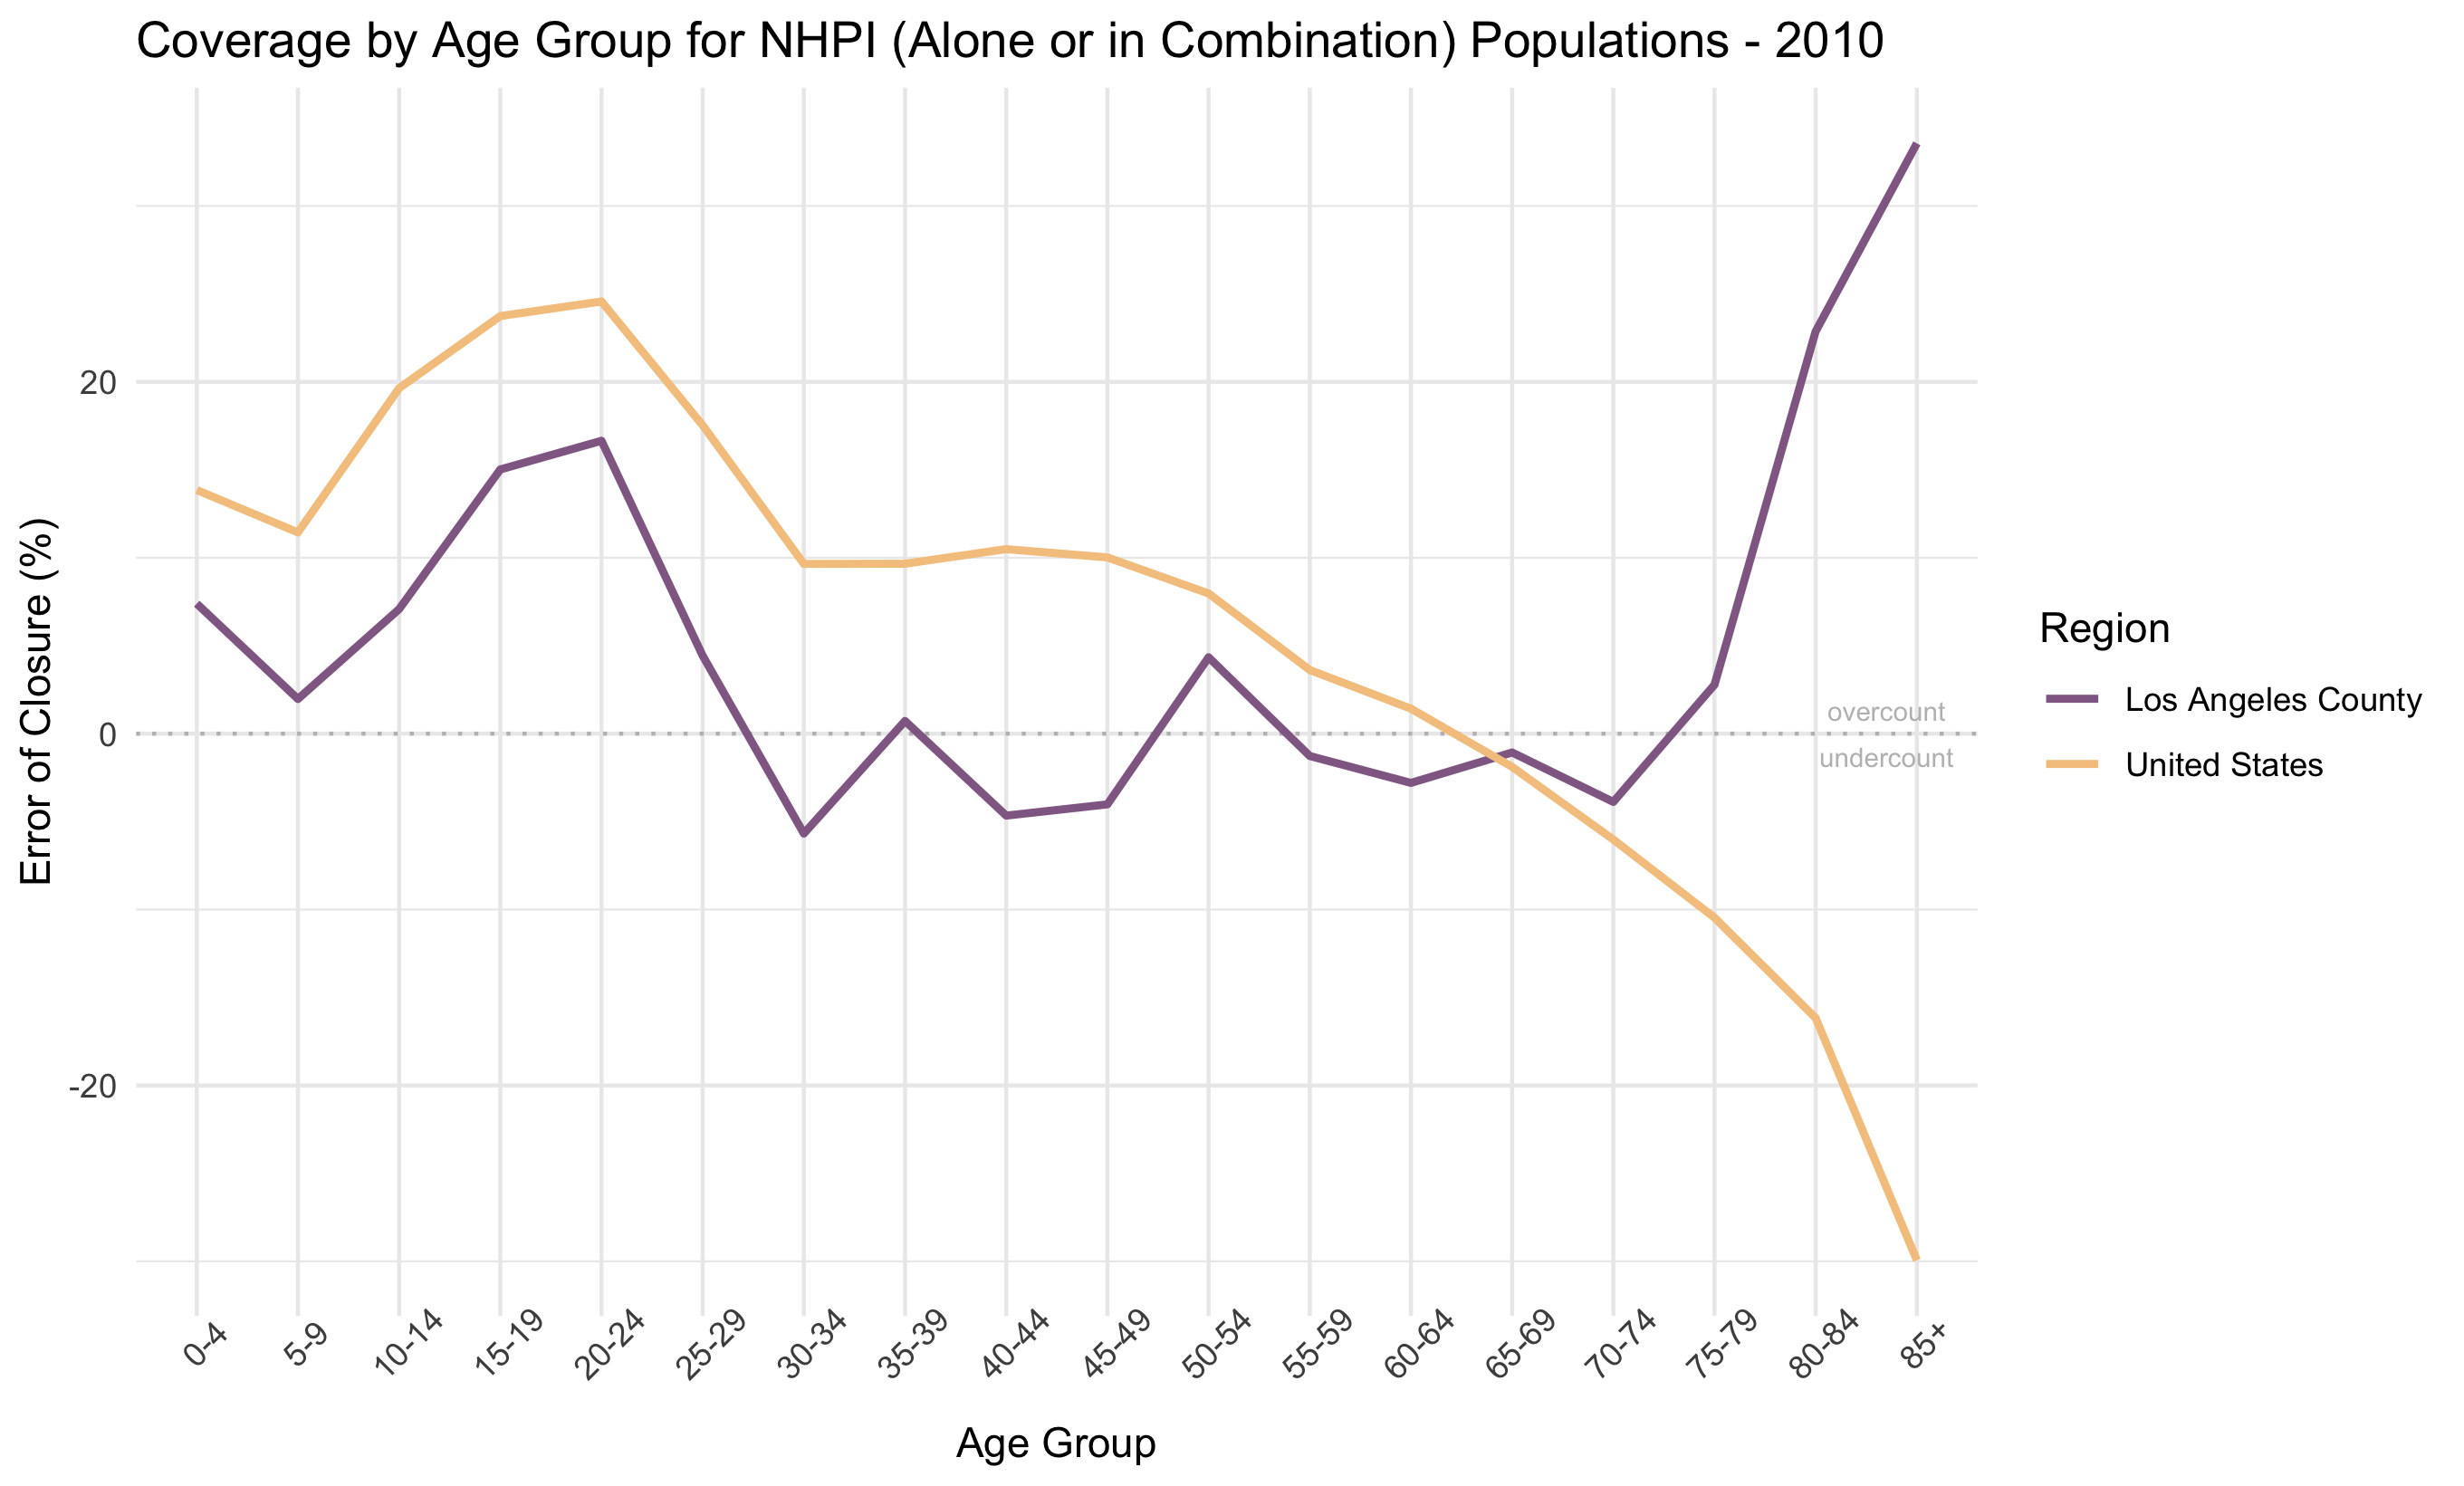 Coverage by Age Group for NHPI (Alone or in Combination) Populations - 2010
Error of Closure (%)
20
0
-20
overcount
undercount
Region
Los Angeles County
United States
0-4
5-9
10-14
15-19
20-24
25-29
30-34
35-39
40-44
45-49
50-54
55-59
60-64
65-69
70-74
75-79
80-84
85+
Age Group